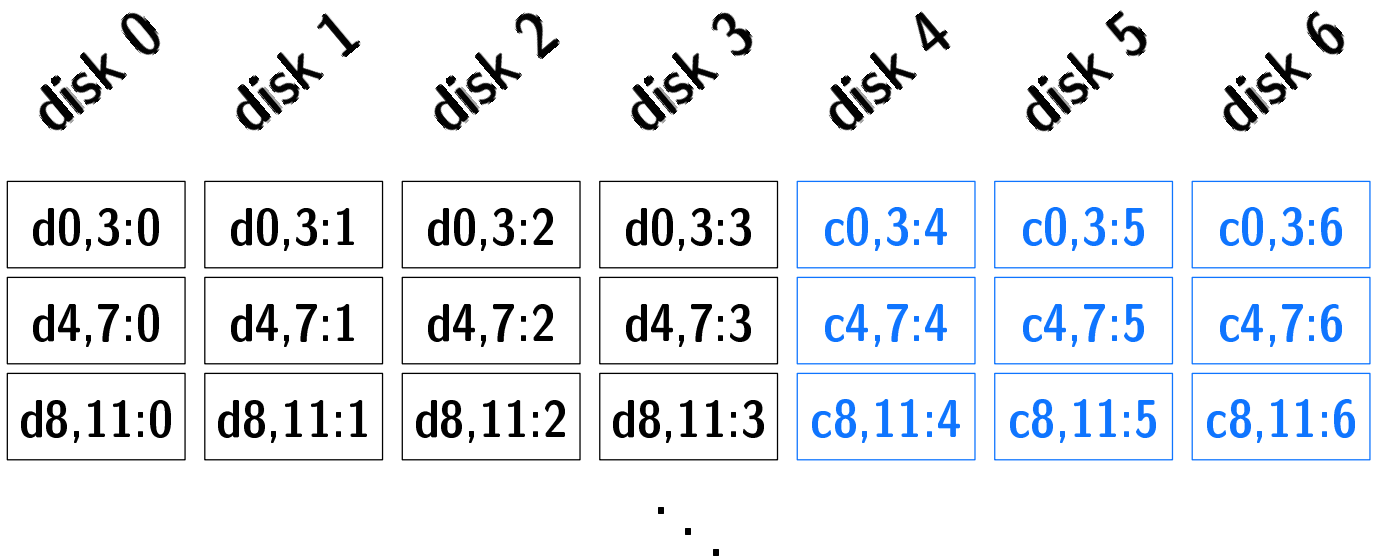 disk 0 disk 1 disk 2 disk 3 disk 4 disk 5 disk 6
d0,3:0 d0,3:1 d0,3:2 d0,3:3 c0,3:4 c0,3:5 c0,3:6
d4,7:0 d4,7:1 d4,7:2 d4,7:3 c4,7:4 c4,7:5 c4,7:6
d8,11:0 d8,11:1 d8,11:2 d8,11:3 c8,11:4 c8,11:5 c8,11:6